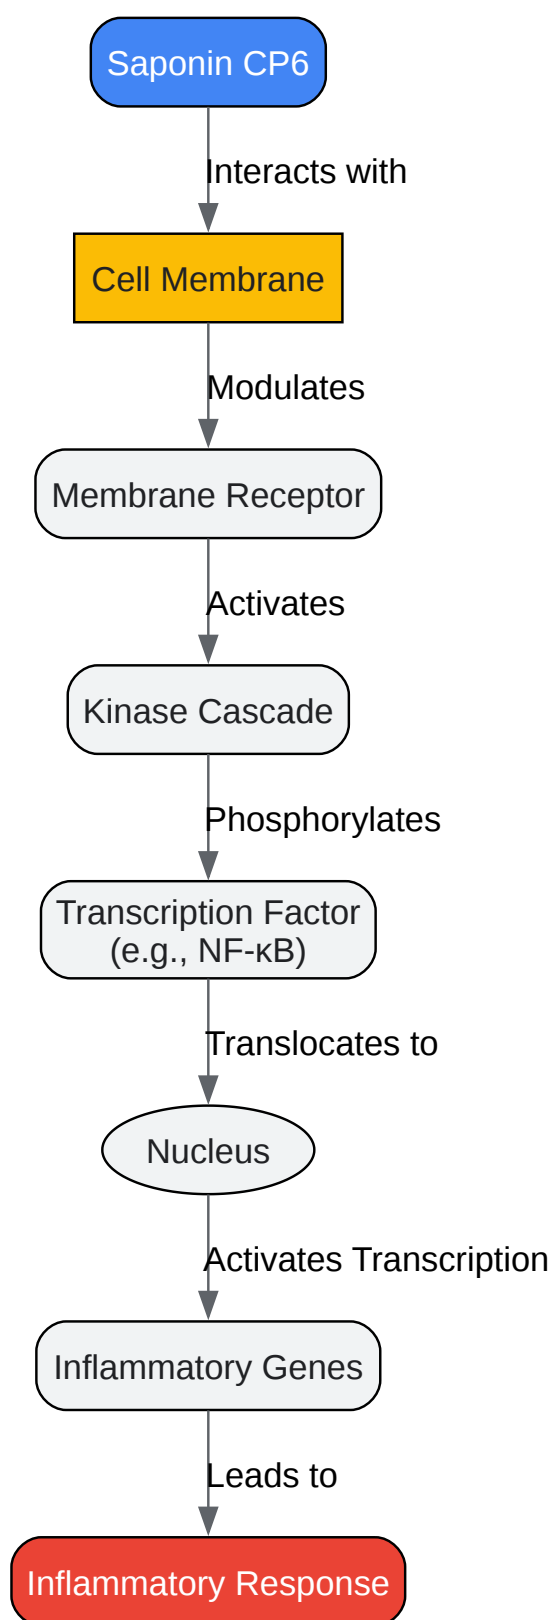 Saponin CP6
Interacts with
Cell Membrane
Modulates
Membrane Receptor
Activates
Kinase Cascade
Phosphorylates
Transcription Factor
(e.g., NF-κB)
Translocates to
Nucleus
Activates Transcription
Inflammatory Genes
Leads to
Inflammatory Response